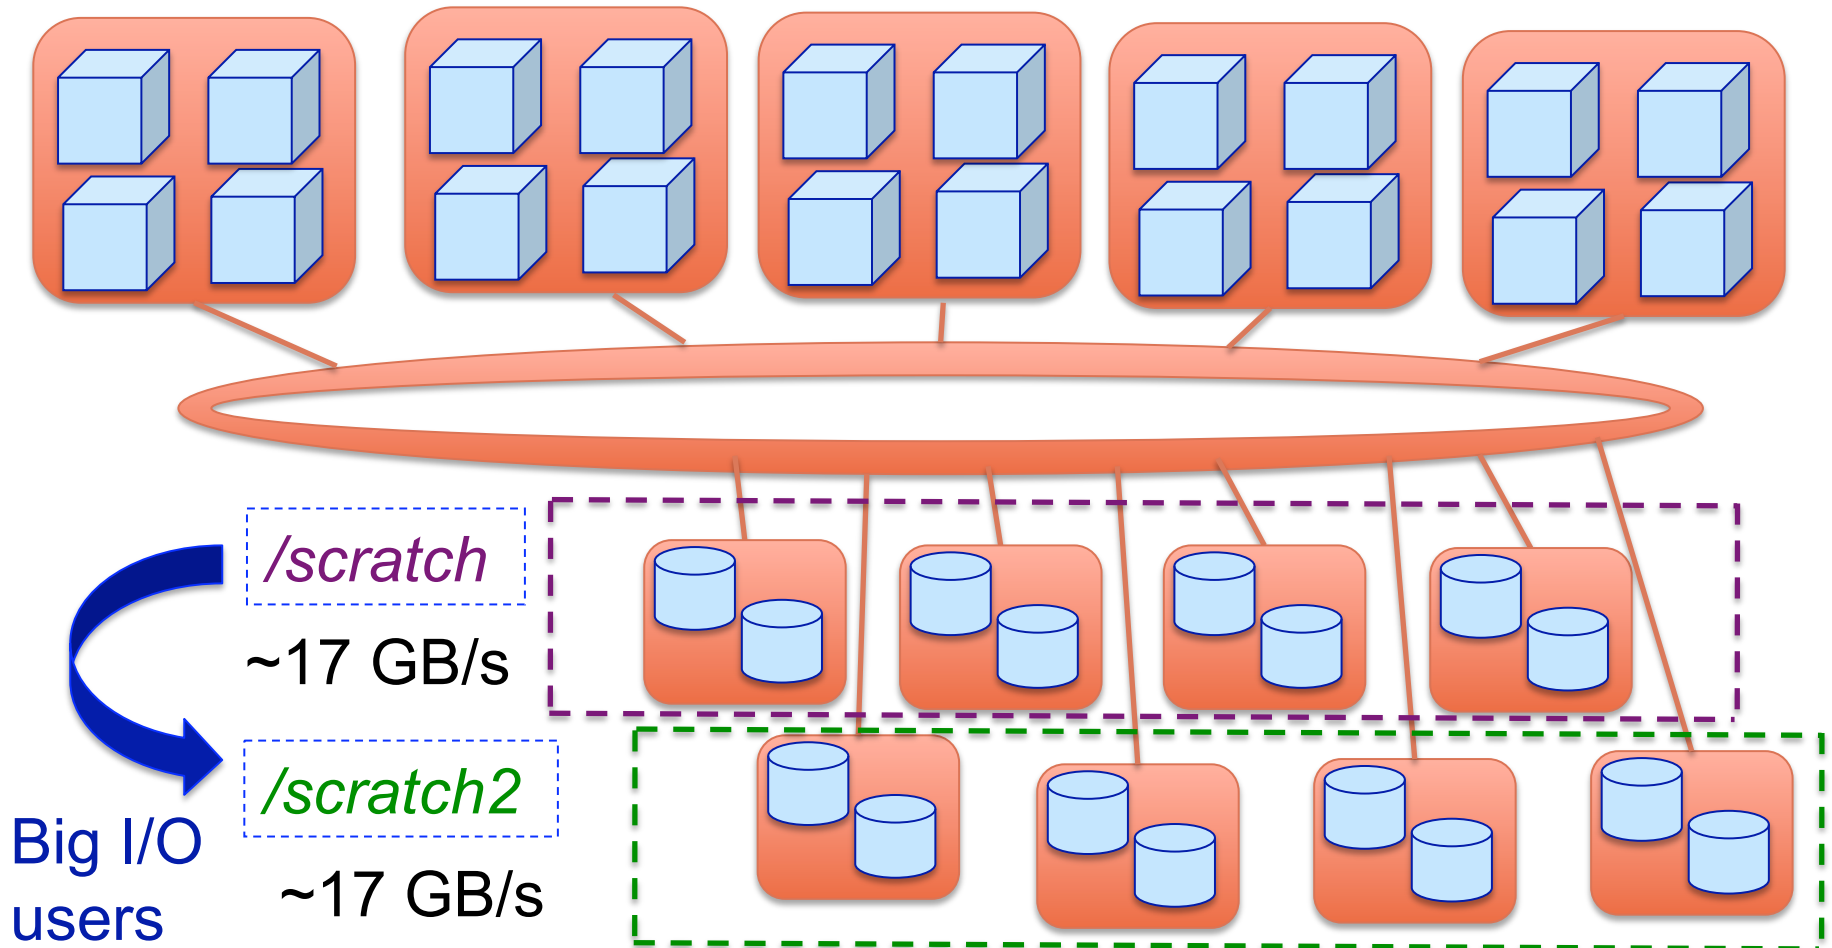 /scratch
~17 GB/s
/scratch2
Big I/O
users
~17 GB/s